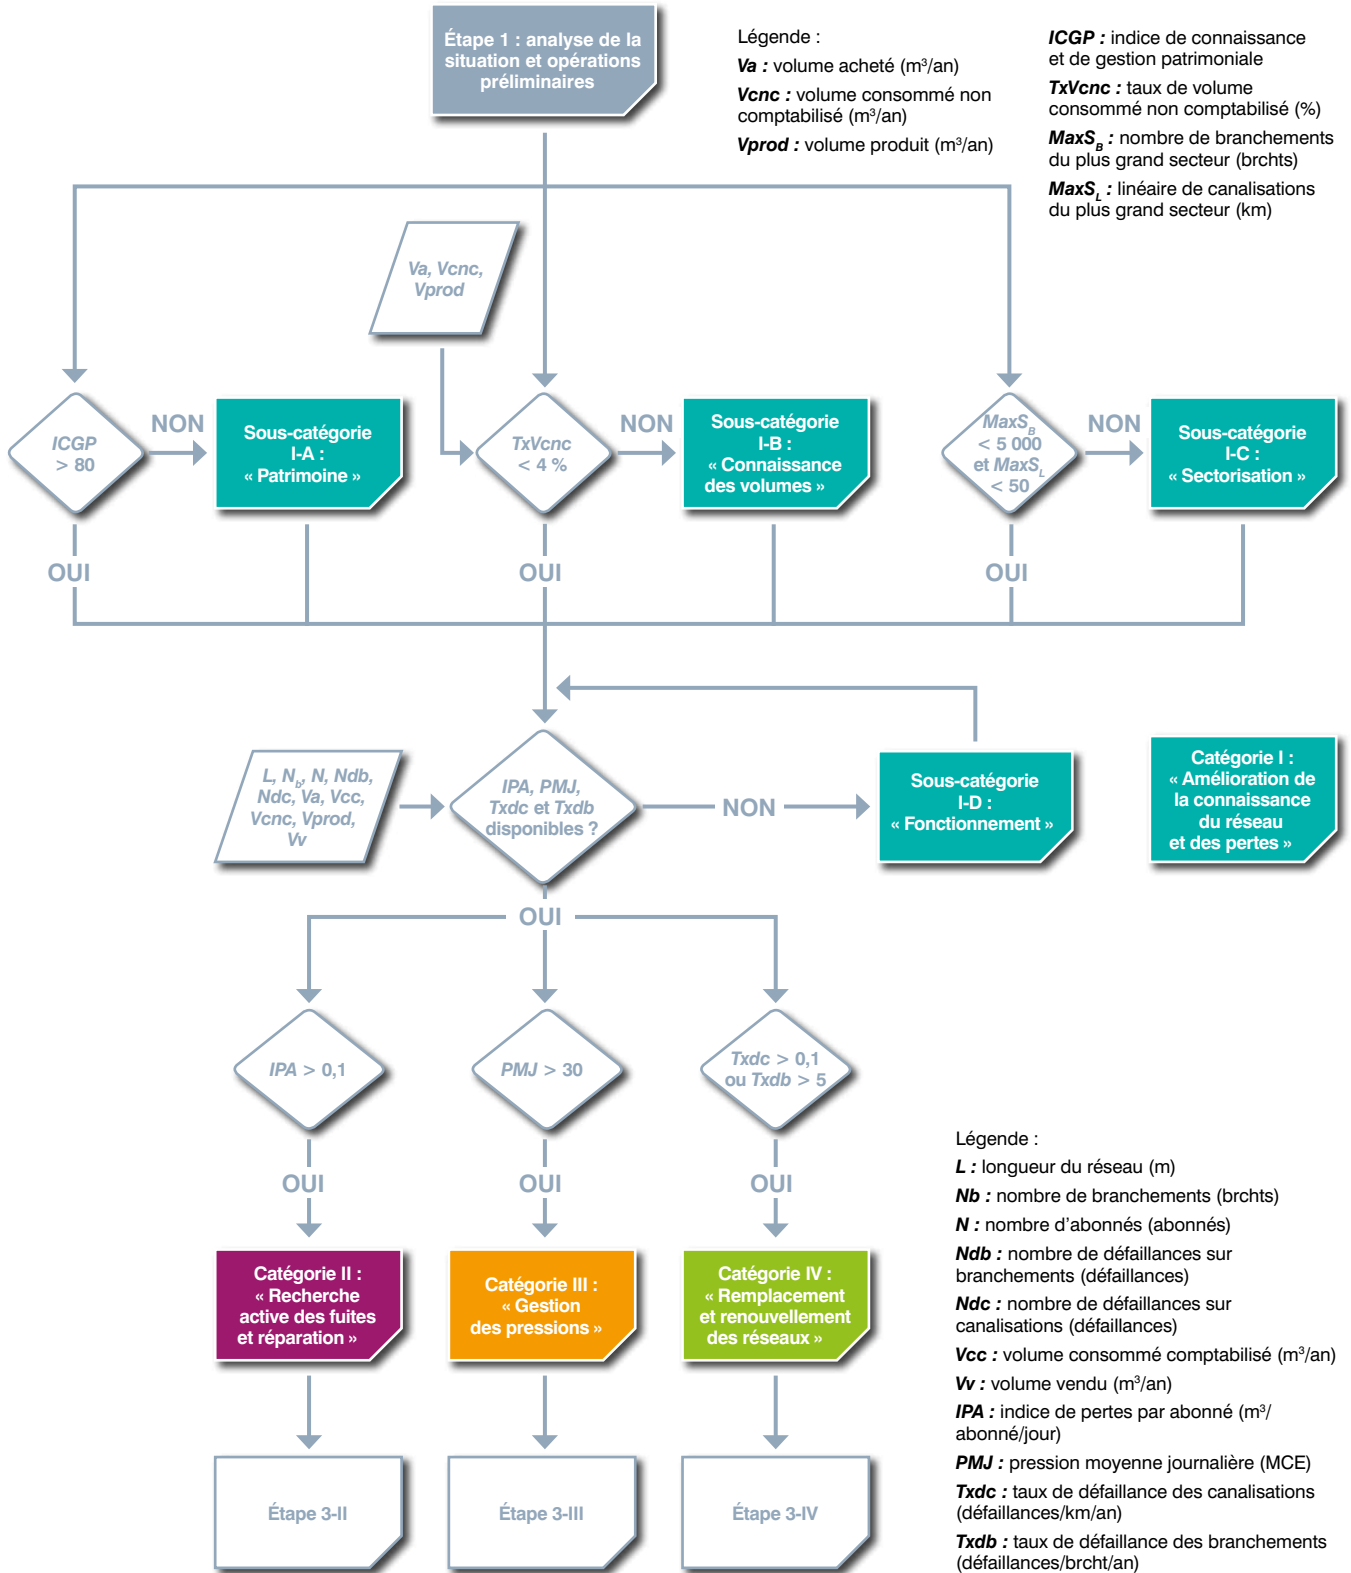 Étape 1 : analyse de la
situation et opérations
préliminaires
Légende :
Va : volume acheté (m³/an)
Vcnc : volume consommé non
comptabilisé (m³/an)
Vprod : volume produit (m³/an)
ICGP : indice de connaissance
et de gestion patrimoniale
TxVcnc : taux de volume
consommé non comptabilisé (%)
MaxS_B : nombre de branchements
du plus grand secteur (brchts)
MaxS_L : linéaire de canalisations
du plus grand secteur (km)
Va, Vcnc,
Vprod
ICGP
> 80
NON
Sous-catégorie
I-A :
« Patrimoine »
TxVcnc
< 4 %
NON
Sous-catégorie
I-B :
« Connaissance
des volumes »
MaxS_B
< 5 000
et MaxS_L
< 50
NON
Sous-catégorie
I-C :
« Sectorisation »
OUI
OUI
OUI
L, N_b, N, Ndb,
Ndc, Va, Vcc,
Vcnc, Vprod,
Vv
IPA, PMJ,
Txdc et Txdb
disponibles ?
NON
Sous-catégorie
I-D :
« Fonctionnement »
Catégorie I :
« Amélioration de
la connaissance
du réseau
et des pertes »
OUI
IPA > 0,1
PMJ > 30
Txdc > 0,1
ou Txdb > 5
OUI
OUI
OUI
Catégorie II :
« Recherche
active des fuites
et réparation »
Catégorie III :
« Gestion
des pressions »
Catégorie IV :
« Remplacement
et renouvellement
des réseaux »
Étape 3-II
Étape 3-III
Étape 3-IV
Légende :
L : longueur du réseau (m)
Nb : nombre de branchements (brchts)
N : nombre d'abonnés (abonnés)
Ndb : nombre de défaillances sur
branchements (défaillances)
Ndc : nombre de défaillances sur
canalisations (défaillances)
Vcc : volume consommé comptabilisé (m³/an)
Vv : volume vendu (m³/an)
IPA : indice de pertes par abonné (m³/
abonné/jour)
PMJ : pression moyenne journalière (MCE)
Txdc : taux de défaillance des canalisations
(défaillances/km/an)
Txdb : taux de défaillance des branchements
(défaillances/brcht/an)